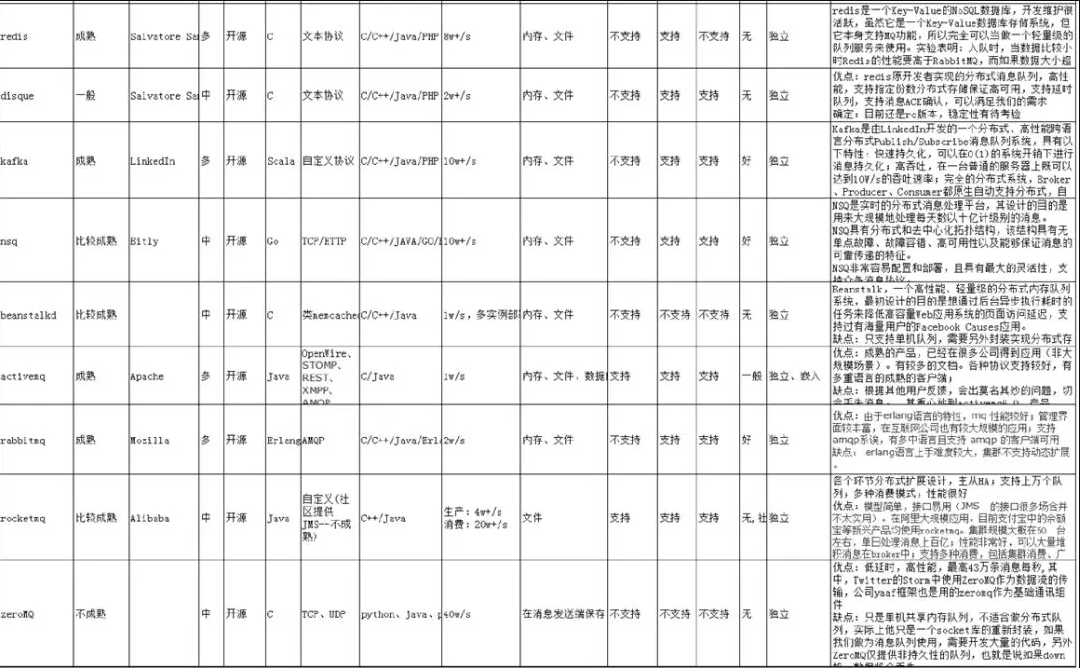 redis 成熟 Salvatore San 多 开源 C 文本协议 C/C++/Java/PHP 8w+/s 内存、文件 不支持 支持 不支持 无 独立
redis是一个Key-Value的NoSQL数据库，开发维护很
活跃，虽然它是一个Key-Value数据库存储系统，但
它本身支持MQ功能，所以完全可以当做一个轻量级的
队列服务来使用。实验表明：入队时，当数据比较小
时Redis的性能要高于RabbitMQ，而如果数据大小超
disque 一般 Salvatore San 中 开源 C 文本协议 C/C++/Java/PHP 2w+/s 内存、文件 不支持 支持 支持 无 独立
优点：redis原开发者实现的分布式消息队列，高性
能，支持指定份数分布式存储保证高可用，支持延时
队列，支持消息ACK确认，可以满足我们的需求
确定：目前还是rc版本，稳定性有待考验
kafka 成熟 LinkedIn 多 开源 Scala 自定义协议 C/C++/Java/PHP 10w+/s 内存、文件 不支持 支持 支持 好 独立
Kafka是由LinkedIn开发的一个分布式、高性能跨语
言分布式Publish/Subscribe消息队列系统，具有以
下特性：快速持久化，可以在O(1)的系统开销下进行
消息持久化；高吞吐，在一台普通的服务器上既可以
达到10W/s的吞吐速率；完全的分布式系统，Broker
、Producer、Consumer都原生自动支持分布式，自
nsq 比较成熟 Bitly 中 开源 Go TCP/HTTP C/C++/JAVA/GO/ 10w+/s 内存、文件 不支持 支持 支持 好 独立
NSQ是实时的分布式消息处理平台，其设计的目的是
用来大规模地处理每天数以十亿计级别的消息。
NSQ具有分布式和去中心化拓扑结构，该结构具有无
单点故障、故障容错、高可用性以及能够保证消息的
可靠传递的特征。
NSQ非常容易配置和部署，且具有最大的灵活性，支
beanstalkd 比较成熟 中 开源 C 类memcache C/C++/Java 1w/s，多实例部 内存、文件 支持 不支持 不支持 无 独立
Beanstalk，一个高性能、轻量级的分布式内存队列
系统，最初设计的目的是想通过后台异步执行耗时的
任务来降低高容量Web应用系统的页面访问延迟，支
持过有海量用户的Facebook Causes应用。
缺点：只支持单机队列，需要另外封装实现分布式存
activemq 成熟 Apache 多 开源 Java
OpenWire、
STOMP、
REST、
XMPP、
AMQP
C/Java 1w/s 内存、文件、数据 支持 支持 支持 一般 独立、嵌入
优点：成熟的产品，已经在很多公司得到应用（非大
规模场景）。有较多的文档。各种协议支持较好，有
多重语言的成熟的客户端；
缺点：根据其他用户反馈，会出莫名其妙的问题，切
rabbitmq 成熟 Mozilla 多 开源 Erlang AMQP C/C++/Java/Erl 2w/s 内存、文件 不支持 支持 支持 好 独立
优点：由于erlang语言的特性，mq 性能较好；管理界
面较丰富，在互联网公司也有较大规模的应用；支持
amqp系诶，有多中语言且支持 amqp 的客户端可用
缺点： erlang语言上手难度较大，集群不支持动态扩展
。
rocketmq 比较成熟 Alibaba 中 开源 Java
自定义(社
区提供
JMS--不成
熟)
C++/Java
生产：4w+/s
消费：20w+/s
文件 支持 支持 支持 无,社 独立
各个环节分布式扩展设计，主从HA；支持上万个队
列；多种消费模式；性能很好
优点：模型简单，接口易用（JMS 的接口很多场合并
不太实用）。在阿里大规模应用。目前支付宝中的余额
宝等新兴产品均使用rocketmq。集群规模大概在50 台
左右，单日处理消息上百亿；性能非常好，可以大量堆
积消息在broker中；支持多种消费，包括集群消费、广
zeroMQ 不成熟 中 开源 C TCP、UDP python、java、p 40w/s 在消息发送端保存 不支持 支持 不支持 无 独立
优点：低延时，高性能，最高43万条消息每秒,其
中，Twitter的Storm中使用ZeroMQ作为数据流的传
输，公司yaaf框架也是用的zeromq作为基础通讯组
件
缺点：只是单机共享内存队列，不适合做分布式队
列，实际上他只是一个socket库的重新封装，如果
我们做为消息队列使用，需要开发大量的代码，另外
ZeroMQ仅提供非持久性的队列，也就是说如果down